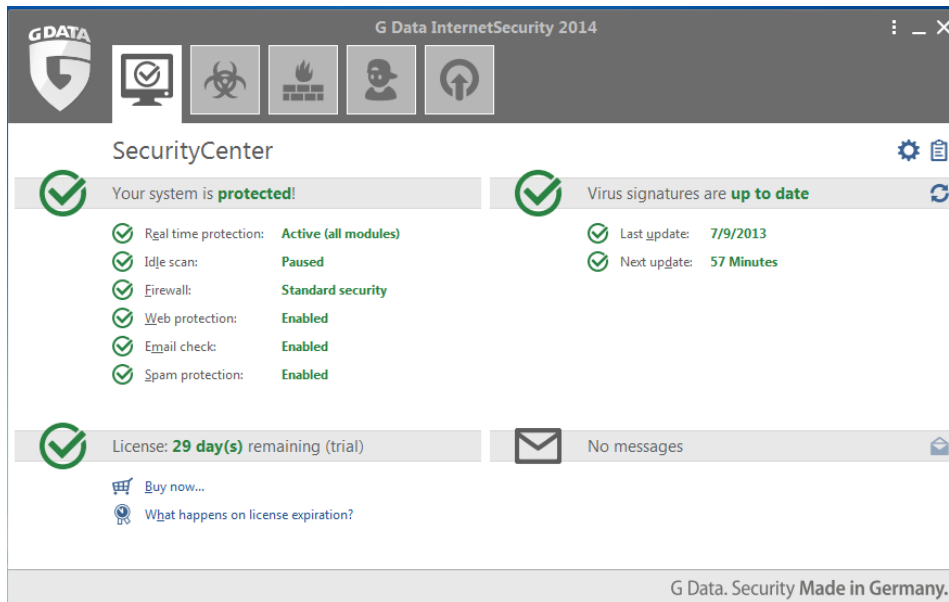 G Data InternetSecurity 2014
GDATA
SecurityCenter
Your system is protected!
Real time protection: Active (all modules)
Idle scan: Paused
Firewall: Standard security
Web protection: Enabled
Email check: Enabled
Spam protection: Enabled
Virus signatures are up to date
Last update: 7/9/2013
Next update: 57 Minutes
License: 29 day(s) remaining (trial)
Buy now...
What happens on license expiration?
No messages
G Data. Security Made in Germany.